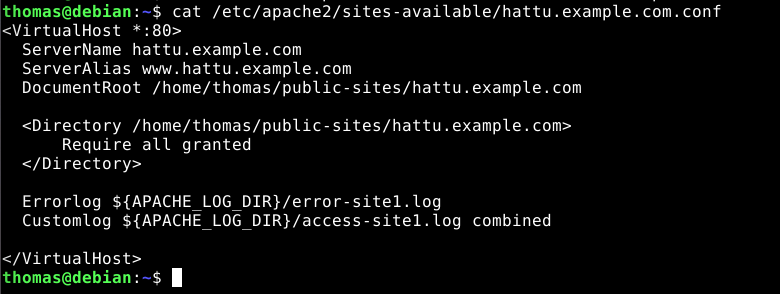 thomas@debian:~$ cat /etc/apache2/sites-available/hattu.example.com.conf
<VirtualHost *:80>
  ServerName hattu.example.com
  ServerAlias www.hattu.example.com
  DocumentRoot /home/thomas/public-sites/hattu.example.com

  <Directory /home/thomas/public-sites/hattu.example.com>
      Require all granted
  </Directory>

  Errorlog ${APACHE_LOG_DIR}/error-site1.log
  Customlog ${APACHE_LOG_DIR}/access-site1.log combined

</VirtualHost>
thomas@debian:~$